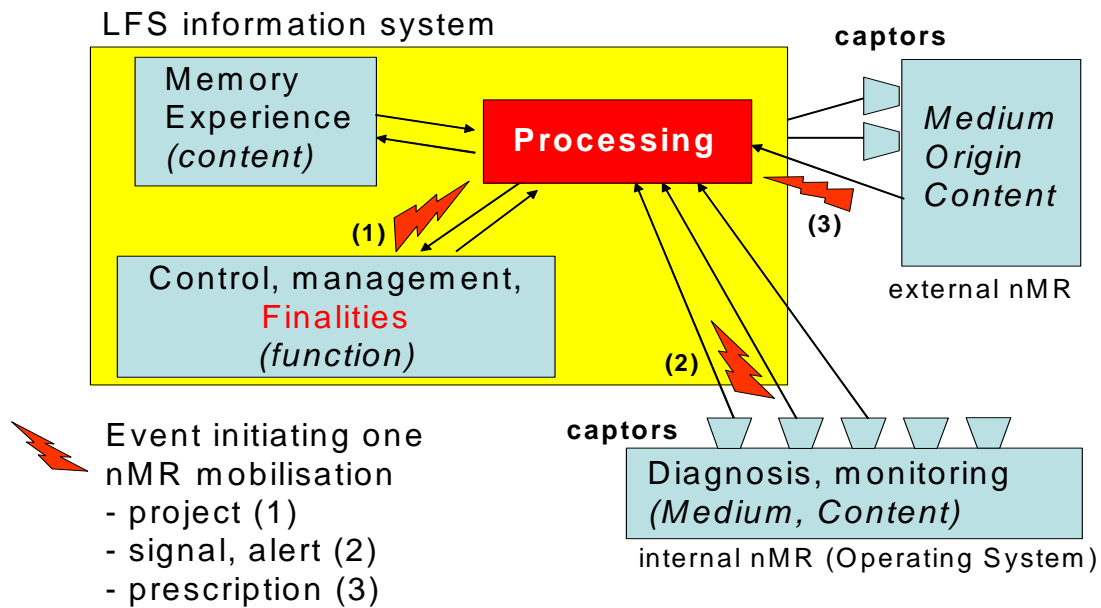 LFS information system
captors
Memory
Experience
(content)
Processing
Medium
Origin
Content
(1)
(3)
external nMR
Control, management,
Finalities
(function)
(2)
captors
Diagnosis, monitoring
(Medium, Content)
internal nMR (Operating System)
Event initiating one
nMR mobilisation
- project (1)
- signal, alert (2)
- prescription (3)